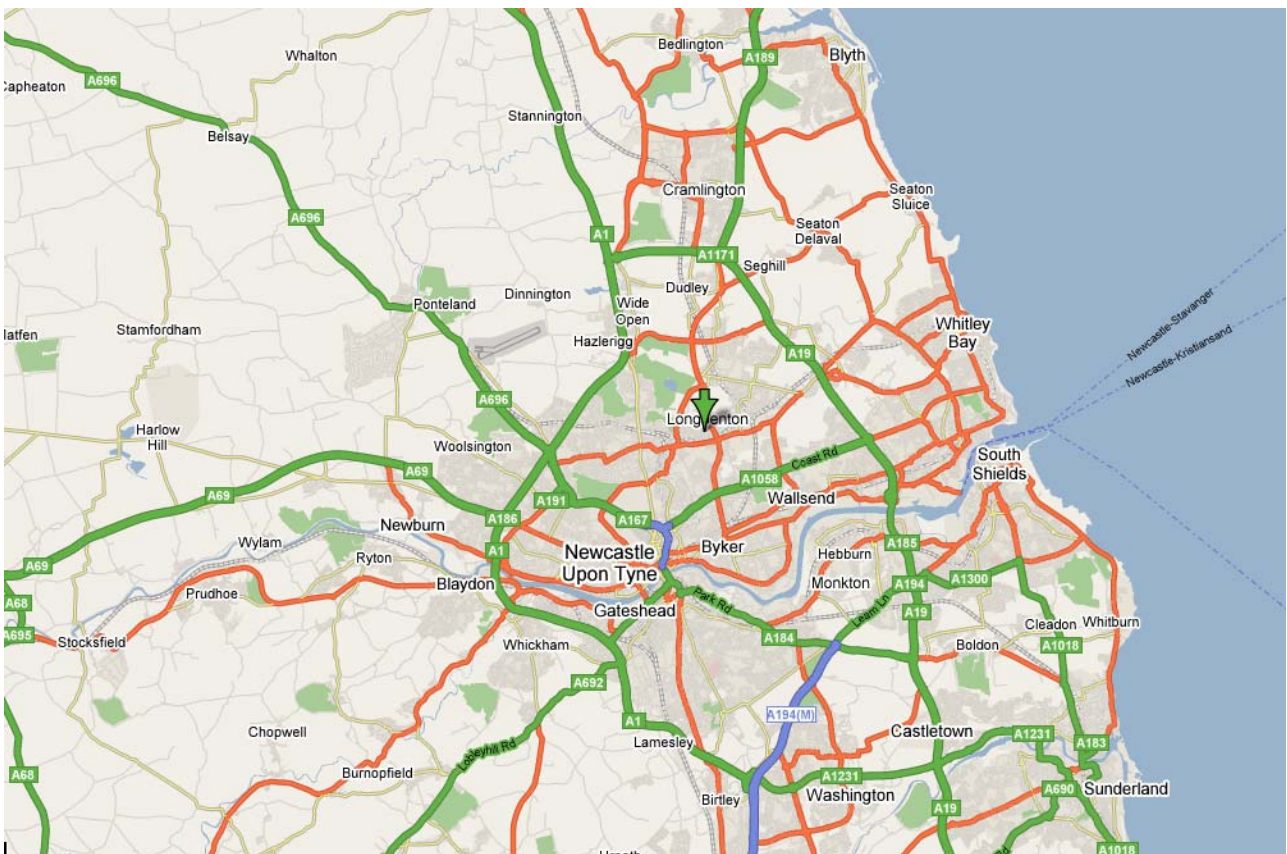 Bedlington
A189
Blyth
Whalton
A696
Capheaton
Stannington
Belsay
Cramlington
Seaton
Sluice
A696
A1
Seaton
Delaval
A1171
Seghill
Dudley
Dinnington
Ponteland
Wide
Open
Stamfordham
Hazlerigg
Whitley
Bay
Newcastle-Stavanger
Newcastle-Kristiansand
A19
A696
Harlow
Hill
Woolsington
Coast Rd
South
Shields
A69
A1058
A69
A191
Wallsend
A186
A167
Newburn
Wylam
A1
Newcastle
Upon Tyne
Byker
A185
Hebburn
Ryton
A69
Blaydon
Monkton
A194
A1300
Prudhoe
A68
Gateshead
Park Rd
Leam Ln
A19
A695
Stocksfield
A184
Cleadon
Whitburn
Whickham
Boldon
A1018
A692
A194(M)
A1
Castletown
Chopwell
Lamesley
A1231
A183
Lobleyhill Rd
A68
Burnopfield
A1231
A690
Sunderland
Birtley
Washington
A19
A1018